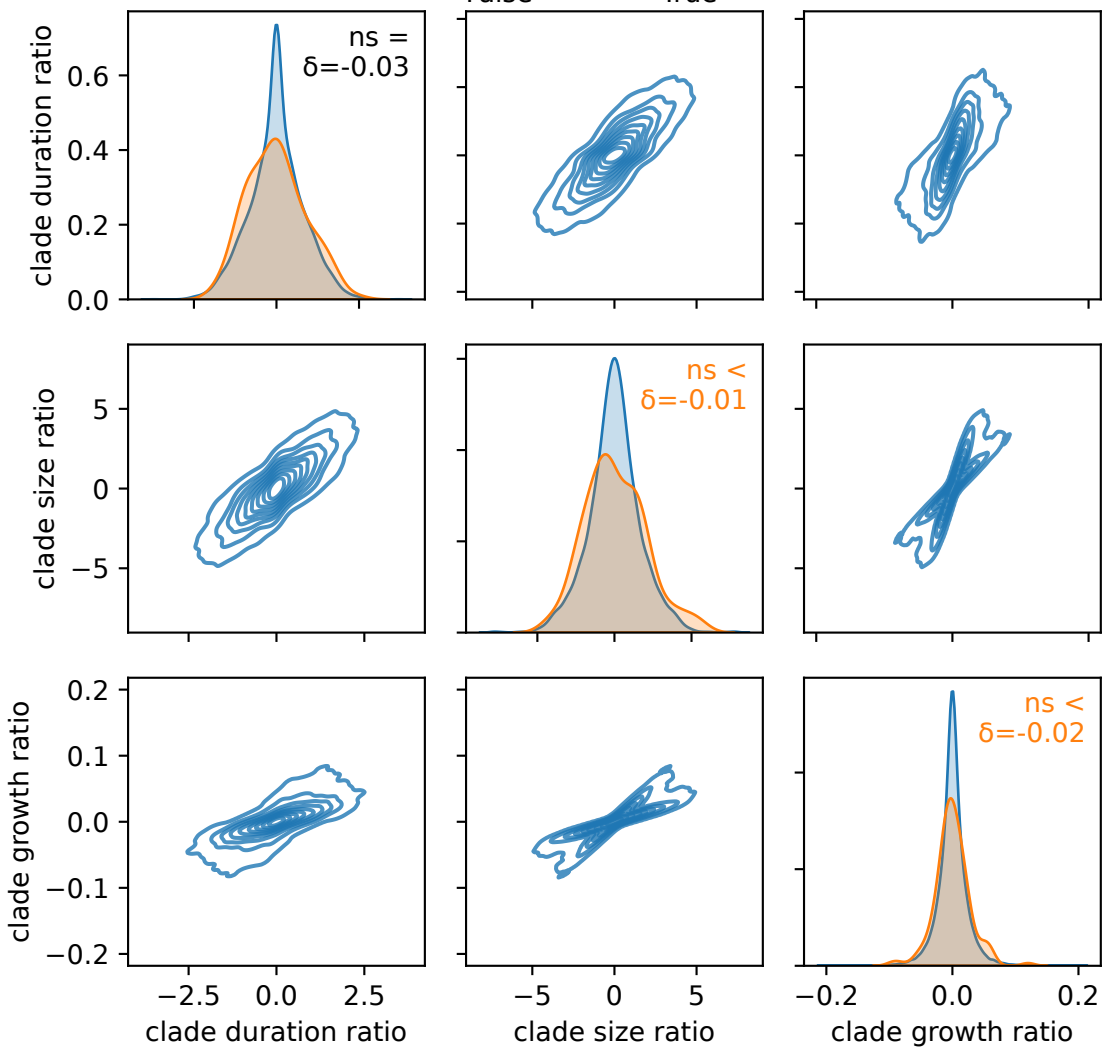 ns =
δ=-0.03
clade duration ratio
0.6
0.4
0.2
0.0
ns <
δ=-0.01
clade size ratio
5
0
−5
ns <
δ=-0.02
clade growth ratio
0.2
0.1
0.0
−0.1
−0.2
−2.5 0.0 2.5
−5 0 5
−0.2 0.0 0.2
clade duration ratio
clade size ratio
clade growth ratio